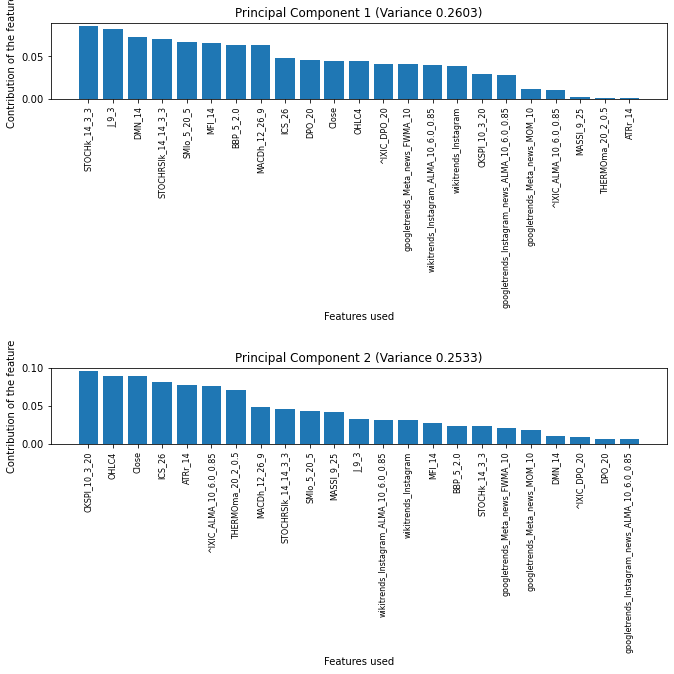 Principal Component 1 (Variance 0.2603)
Contribution of the feature
0.05
0.00
STOCHk_14_3_3
J_9_3
DMN_14
STOCHRSIk_14_14_3_3
SMIo_5_20_5
MFI_14
BBP_5_2.0
MACDh_12_26_9
ICS_26
DPO_20
Close
OHLC4
^IXIC_DPO_20
googletrends_Meta_news_FWMA_10
wikitrends_Instagram_ALMA_10_6.0_0.85
wikitrends_Instagram
CKSPl_10_3_20
googletrends_Instagram_news_ALMA_10_6.0_0.85
googletrends_Meta_news_MOM_10
^IXIC_ALMA_10_6.0_0.85
MASSI_9_25
THERMOma_20_2_0.5
ATRr_14
Features used
Principal Component 2 (Variance 0.2533)
Contribution of the feature
0.10
0.05
0.00
CKSPl_10_3_20
OHLC4
Close
ICS_26
ATRr_14
^IXIC_ALMA_10_6.0_0.85
THERMOma_20_2_0.5
MACDh_12_26_9
STOCHRSIk_14_14_3_3
SMIo_5_20_5
MASSI_9_25
J_9_3
wikitrends_Instagram_ALMA_10_6.0_0.85
wikitrends_Instagram
MFI_14
BBP_5_2.0
STOCHk_14_3_3
googletrends_Meta_news_FWMA_10
googletrends_Meta_news_MOM_10
DMN_14
^IXIC_DPO_20
DPO_20
googletrends_Instagram_news_ALMA_10_6.0_0.85
Features used